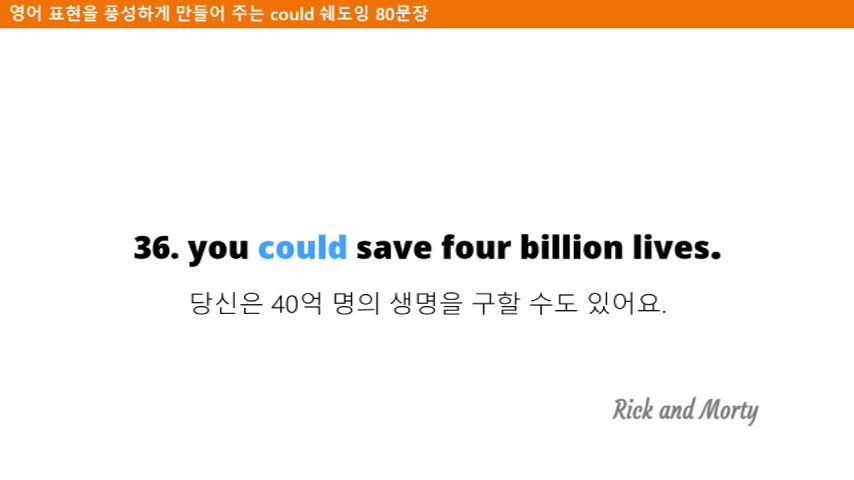 영어 표현을 풍성하게 만들어 주는 could 쉐도잉 80문장
36. you could save four billion lives.
당신은 40억 명의 생명을 구할 수도 있어요.
Rick and Morty